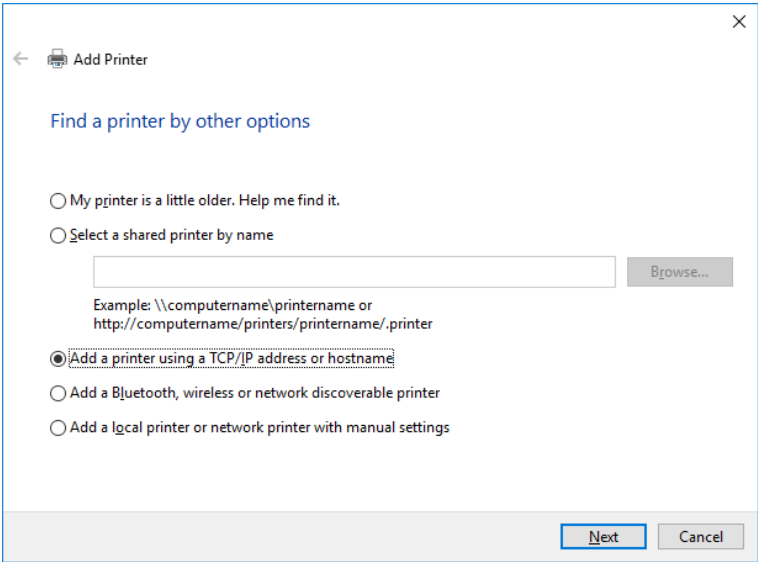 Add Printer
Find a printer by other options
My printer is a little older. Help me find it.
Select a shared printer by name
Browse...
Example: \\computername\printername or
http://computername/printers/printername/.printer
Add a printer using a TCP/IP address or hostname
Add a Bluetooth, wireless or network discoverable printer
Add a local printer or network printer with manual settings
Next
Cancel